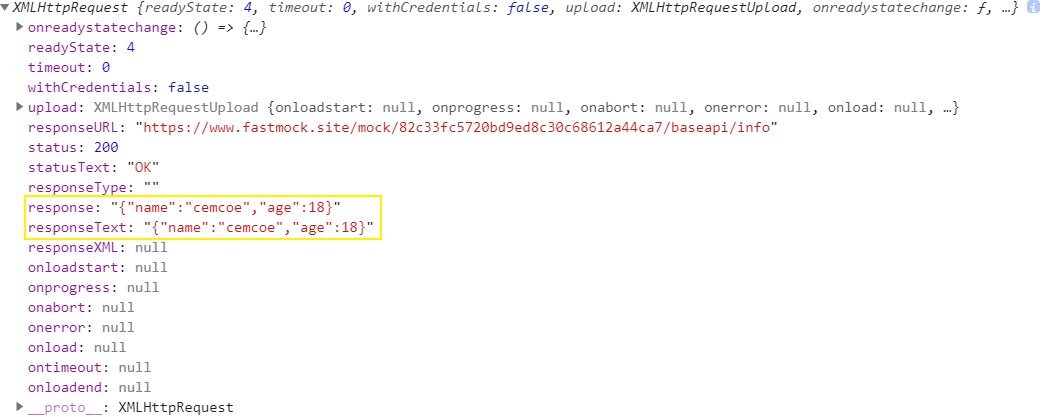 XMLHttpRequest {readyState: 4, timeout: 0, withCredentials: false, upload: XMLHttpRequestUpload, onreadystatechange: ƒ, …}
onreadystatechange: () => {…}
readyState: 4
timeout: 0
withCredentials: false
upload: XMLHttpRequestUpload {onloadstart: null, onprogress: null, onabort: null, onerror: null, onload: null, …}
responseURL: "https://www.fastmock.site/mock/82c33fc5720bd9ed8c30c68612a44ca7/baseapi/info"
status: 200
statusText: "OK"
responseType: ""
response: "{"name":"cemcoe","age":18}"
responseText: "{"name":"cemcoe","age":18}"
responseXML: null
onloadstart: null
onprogress: null
onabort: null
onerror: null
onload: null
ontimeout: null
onloadend: null
__proto__: XMLHttpRequest